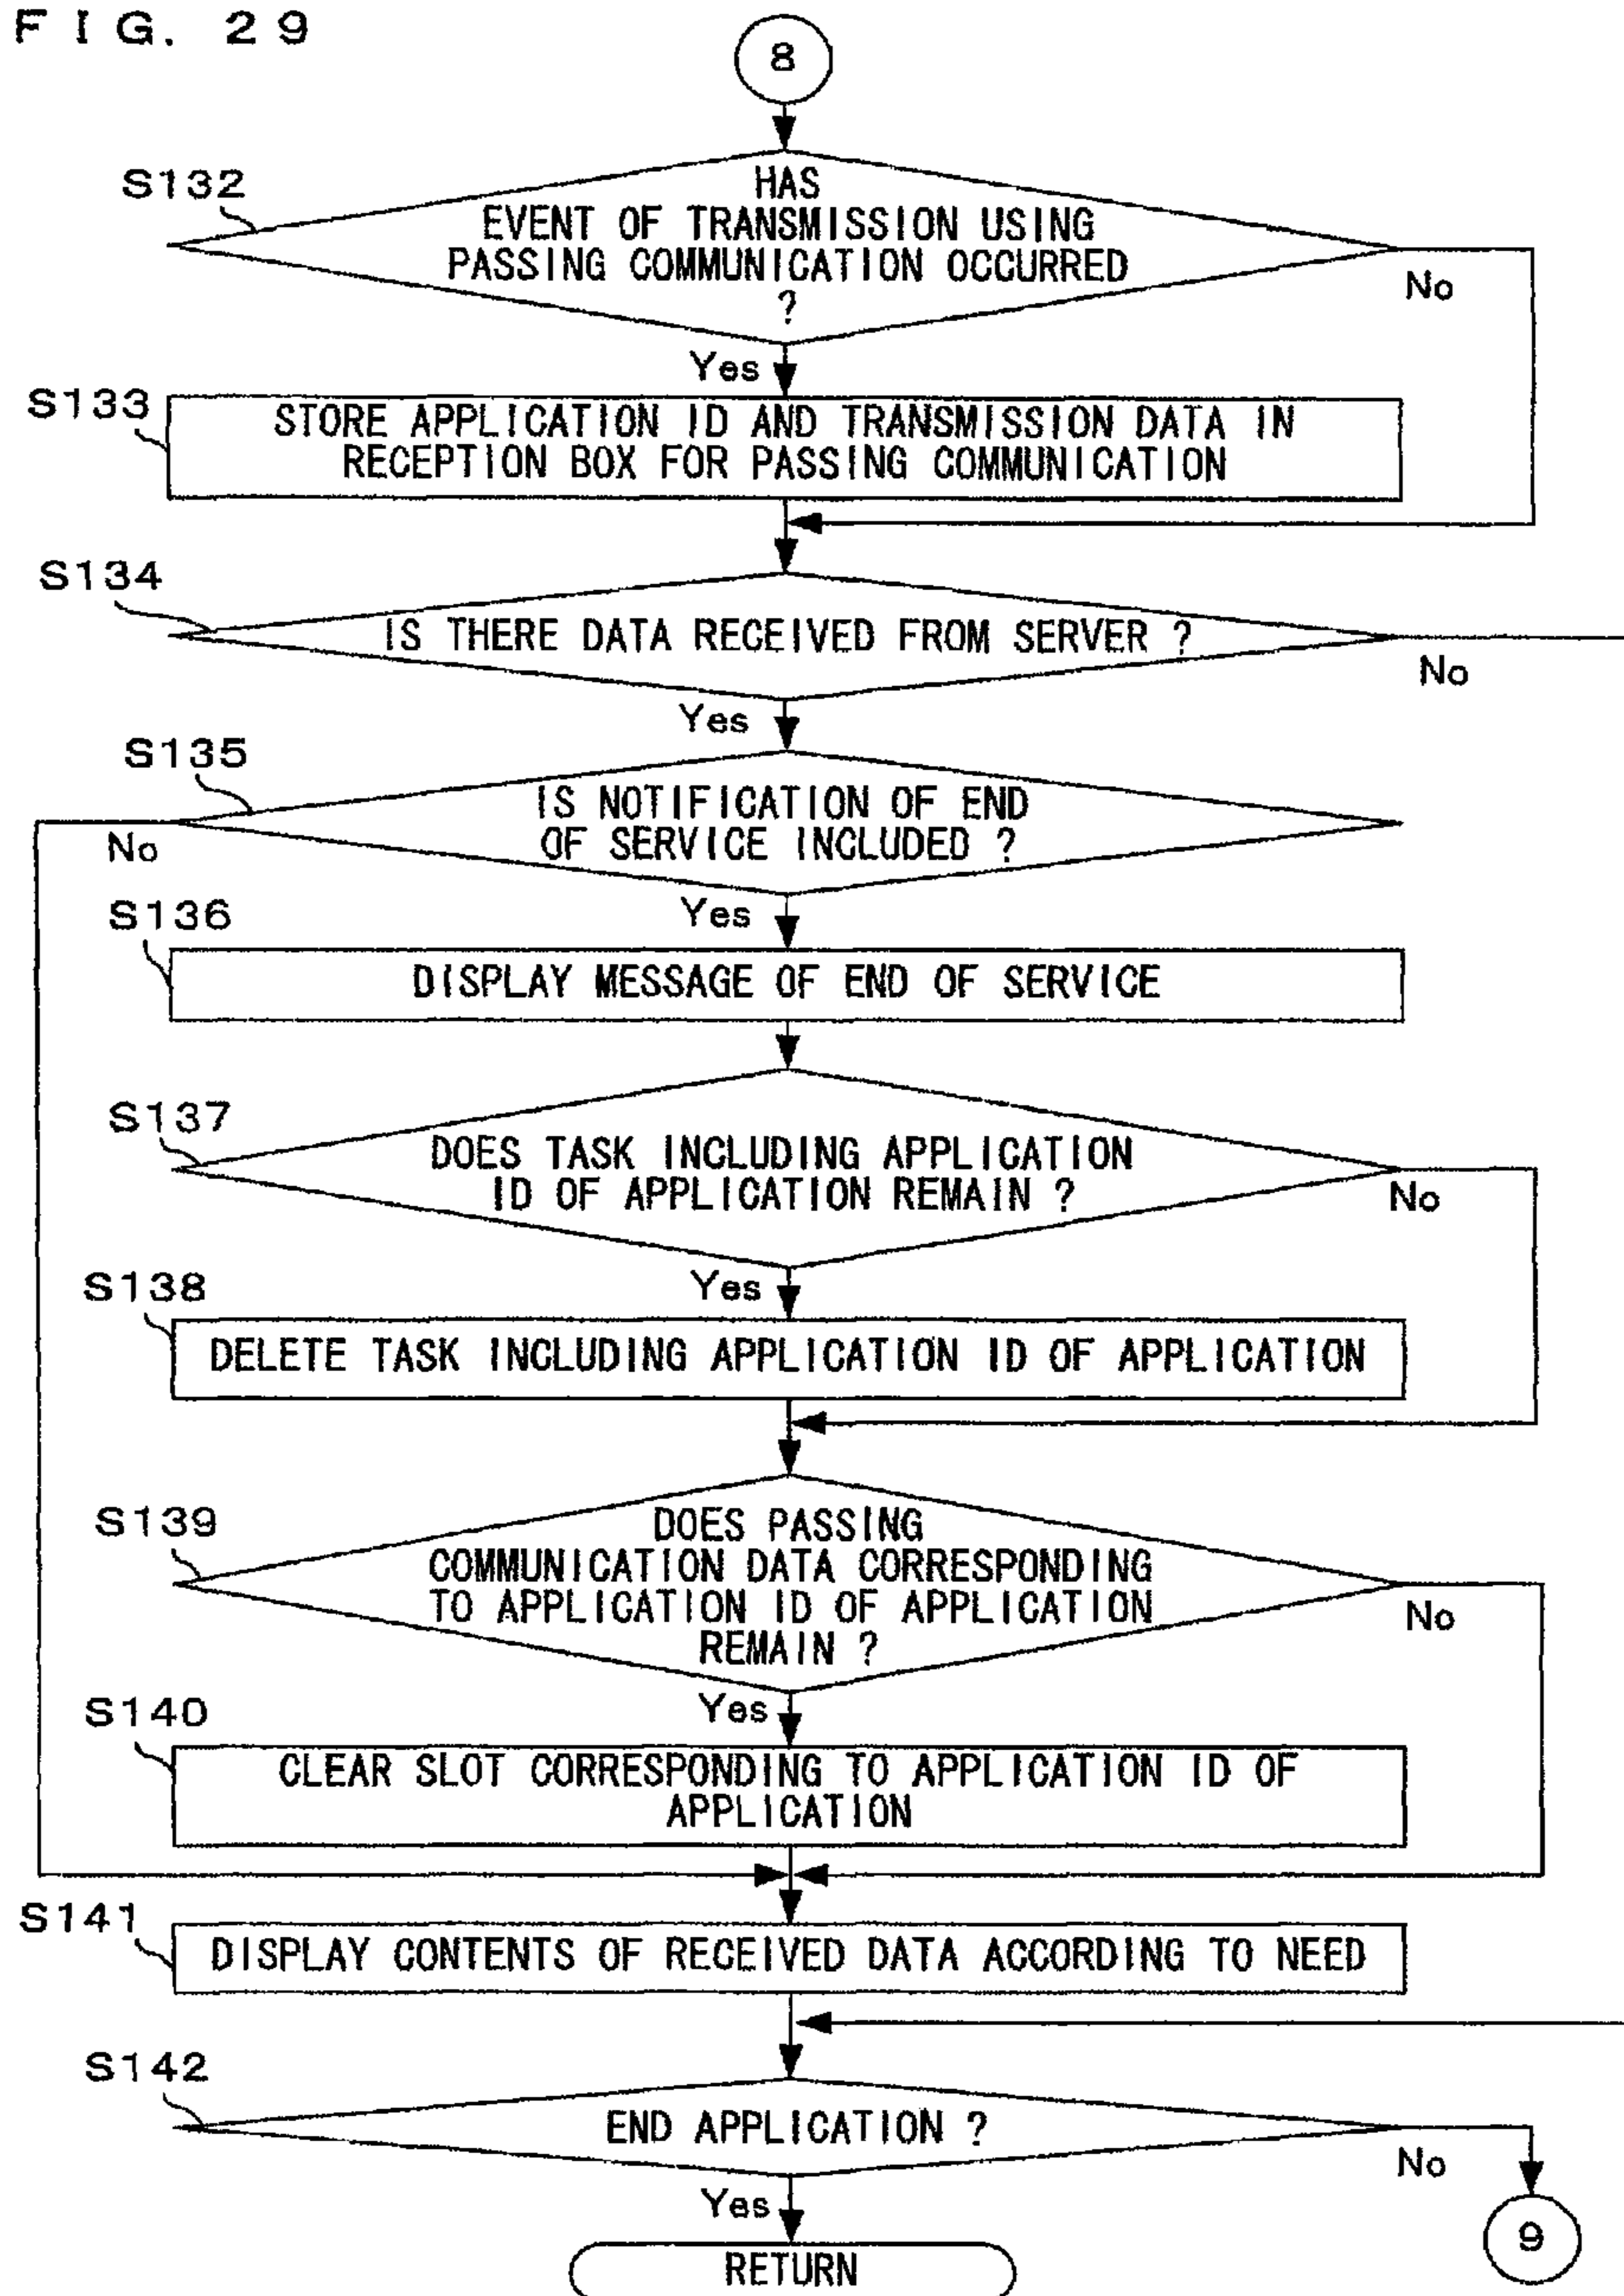 FIG. 29
8
S132
HAS
EVENT OF TRANSMISSION USING
PASSING COMMUNICATION OCCURRED
?
No
Yes
S133
STORE APPLICATION ID AND TRANSMISSION DATA IN
RECEPTION BOX FOR PASSING COMMUNICATION
S134
IS THERE DATA RECEIVED FROM SERVER ?
No
Yes
S135
IS NOTIFICATION OF END
OF SERVICE INCLUDED ?
No
Yes
S136
DISPLAY MESSAGE OF END OF SERVICE
S137
DOES TASK INCLUDING APPLICATION
ID OF APPLICATION REMAIN ?
No
Yes
S138
DELETE TASK INCLUDING APPLICATION ID OF APPLICATION
S139
DOES PASSING
COMMUNICATION DATA CORRESPONDING
TO APPLICATION ID OF APPLICATION
REMAIN ?
No
Yes
S140
CLEAR SLOT CORRESPONDING TO APPLICATION ID OF
APPLICATION
S141
DISPLAY CONTENTS OF RECEIVED DATA ACCORDING TO NEED
S142
END APPLICATION ?
No
Yes
9
RETURN